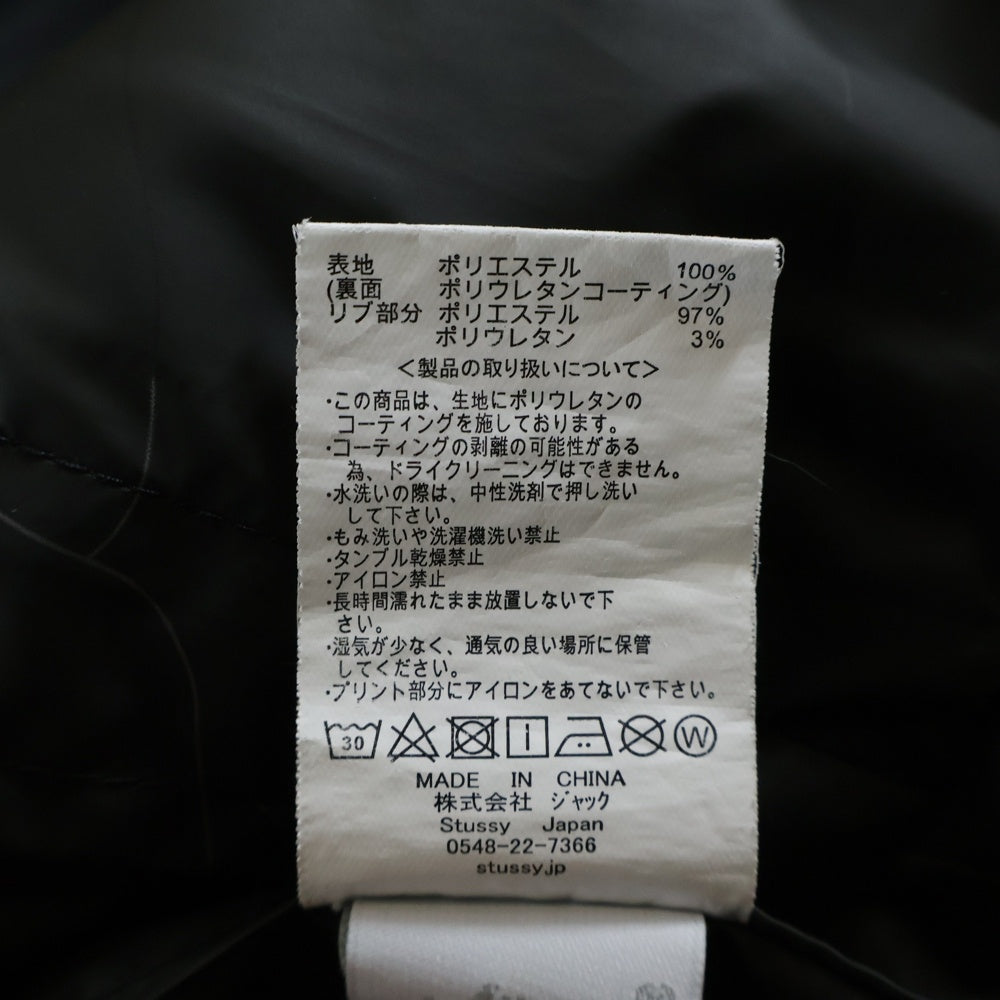 表地 ポリエステル 100%
(裏面 ポリウレタンコーティング)
リブ部分 ポリエステル 97%
ポリウレタン 3%
＜製品の取り扱いについて＞
・この商品は、生地にポリウレタンの
コーティングを施しております。
・コーティングの剥離の可能性がある
為、ドライクリーニングはできません。
・水洗いの際は、中性洗剤で押し洗い
して下さい。
・もみ洗いや洗濯機洗い禁止
・タンブル乾燥禁止
・アイロン禁止
・長時間濡れたまま放置しないで下
さい。
・湿気が少なく、通気の良い場所に保管
してください。
・プリント部分にアイロンをあてないで下さい。
30 W
MADE IN CHINA
株式会社 ジャック
Stussy Japan
0548-22-7366
stussy.jp